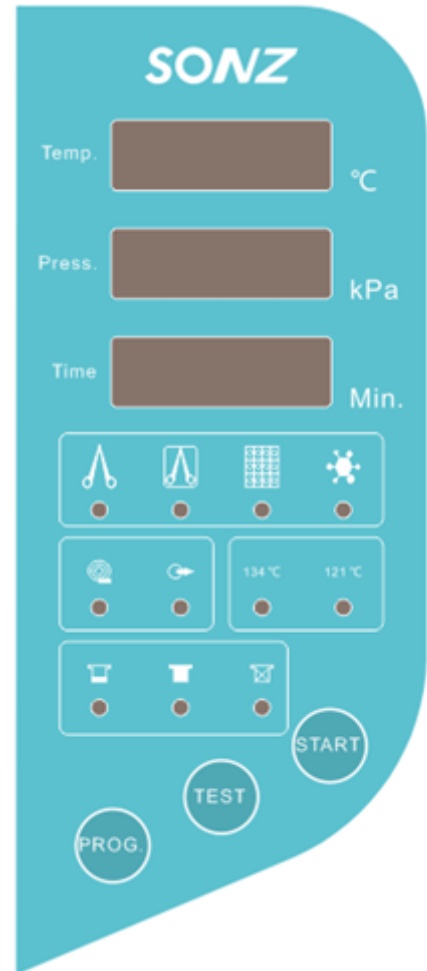 SONZ
Temp.
℃
Press.
kPa
Time
Min.
134℃ 121℃
START
TEST
PROG.